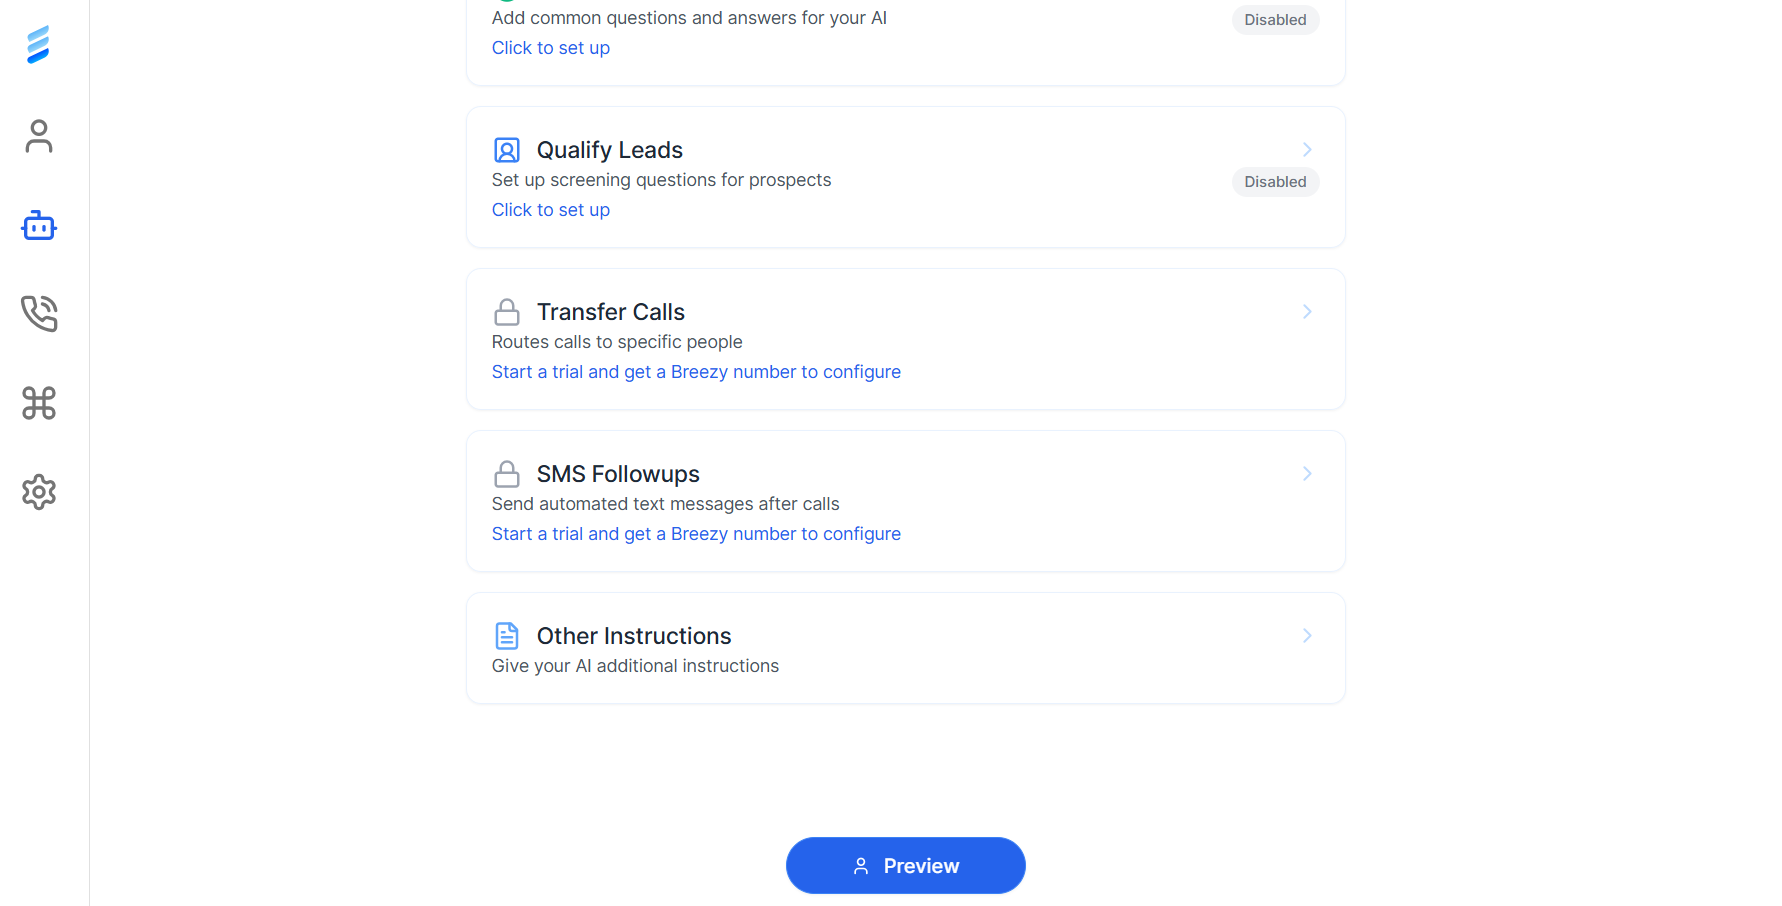 Add common questions and answers for your AI
Disabled
Click to set up
Qualify Leads
Set up screening questions for prospects
Disabled
Click to set up
Transfer Calls
Routes calls to specific people
Start a trial and get a Breezy number to configure
SMS Followups
Send automated text messages after calls
Start a trial and get a Breezy number to configure
Other Instructions
Give your AI additional instructions
Preview